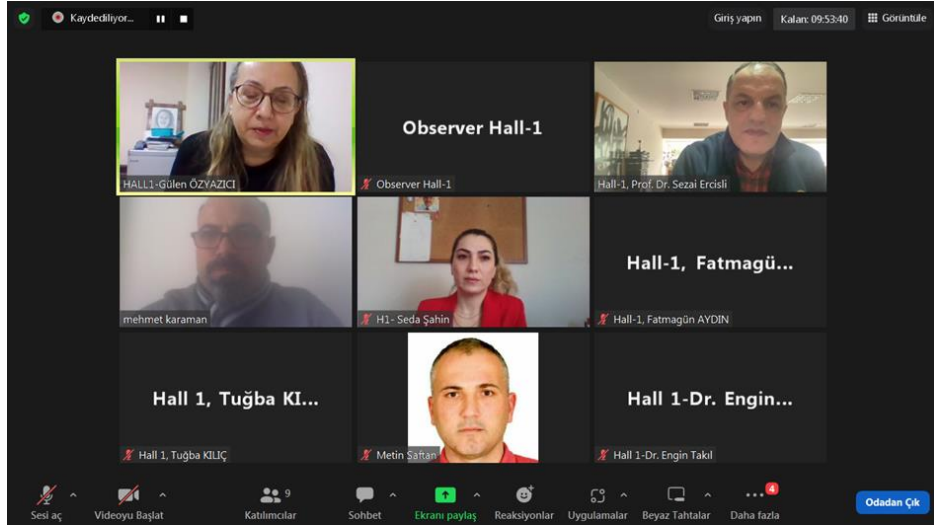 Kaydediliyor...
Giriş yapın
Kalan: 09:53:40
Görüntüle
HALL1-Gülen ÖZYAZICI
Observer Hall-1
Observer Hall-1
Hall-1, Prof. Dr. Sezai Ercisli
mehmet karaman
H1- Seda Şahin
Hall-1, Fatmagü...
Hall-1, Fatmagün AYDIN
Hall 1, Tuğba KI...
Hall 1, Tuğba KILIÇ
Metin Saftan
Hall 1-Dr. Engin...
Hall 1-Dr. Engin Takıl
Sesi aç
Videoyu Başlat
9
Katılımcılar
Sohbet
Ekranı paylaş
Reaksiyonlar
Uygulamalar
Beyaz Tahtalar
4
Daha fazla
Odadan Çık